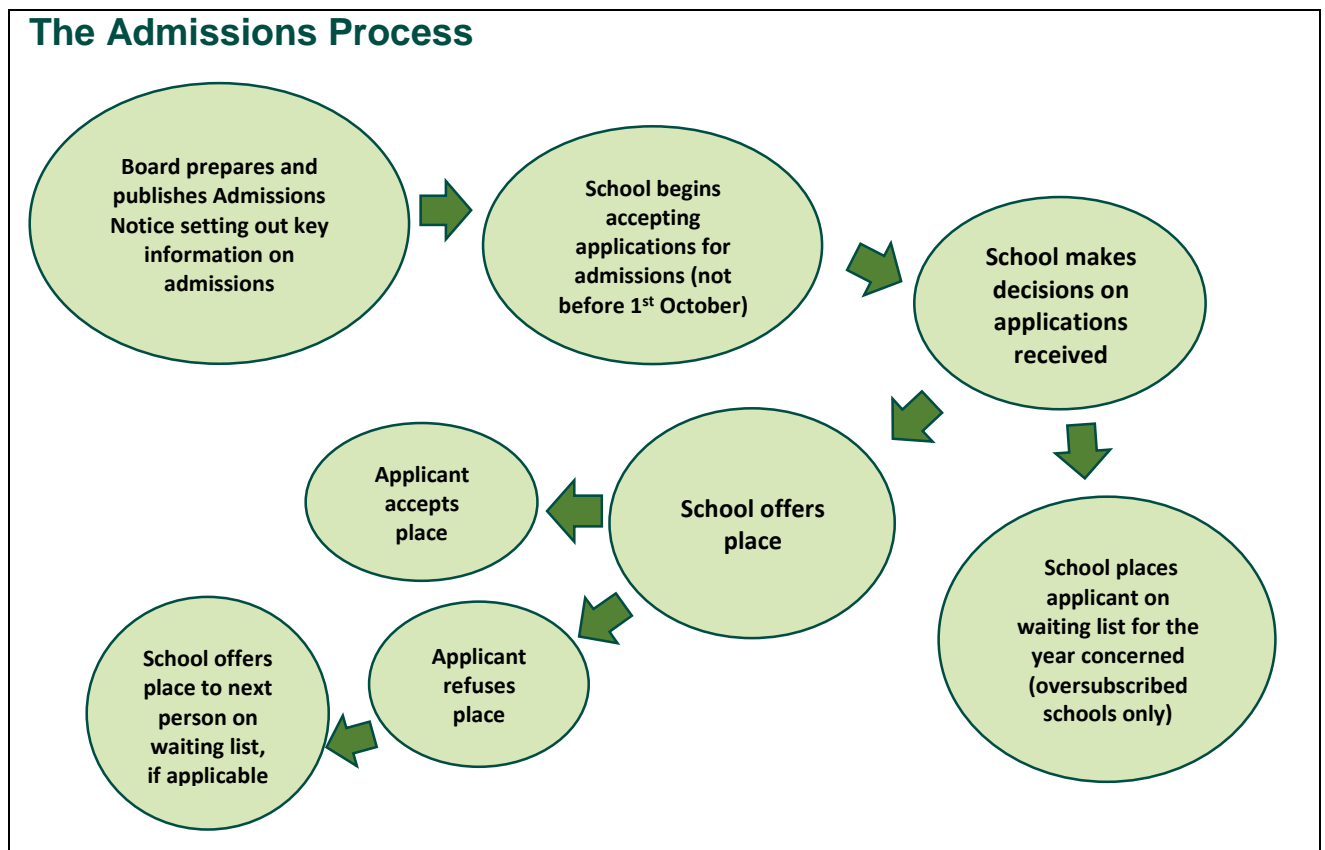 The Admissions Process
Board prepares and
publishes Admissions
Notice setting out key
information on
admissions
School begins
accepting
applications for
admissions (not
before 1st October)
School makes
decisions on
applications
received
School offers
place
Applicant
accepts
place
Applicant
refuses
place
School offers
place to next
person on
waiting list,
if applicable
School places
applicant on
waiting list for the
year concerned
(oversubscribed
schools only)